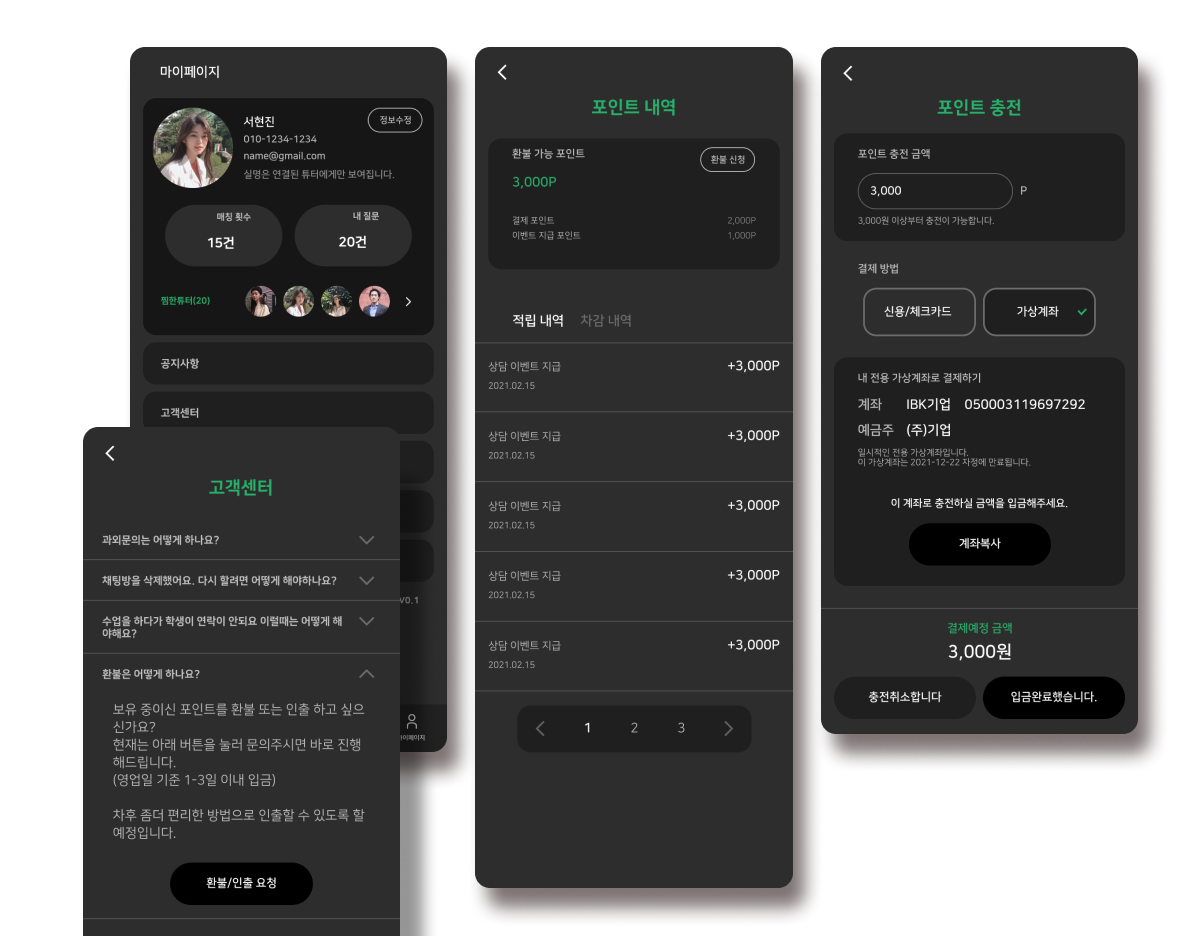 마이페이지
서현진
정보수정
010-1234-1234
name@gmail.com
실명은 연결된 튜터에게만 보여집니다.
매칭 횟수
15건
내 질문
20건
찜한튜터(20)
공지사항
고객센터
V0.1
고객센터
과외문의는 어떻게 하나요?
채팅방을 삭제했어요. 다시 할려면 어떻게 해야하나요?
수업을 하다가 학생이 연락이 안되요 이럴때는 어떻게 해
야해요?
환불은 어떻게 하나요?
보유 중이신 포인트를 환불 또는 인출 하고 싶으
신가요?
현재는 아래 버튼을 눌러 문의주시면 바로 진행
해드립니다.
(영업일 기준 1-3일 이내 입금)
차후 좀더 편리한 방법으로 인출할 수 있도록 할
예정입니다.
환불/인출 요청
포인트 내역
환불 가능 포인트
환불 신청
3,000P
결제 포인트 2,000P
이벤트 지급 포인트 1,000P
적립 내역 차감 내역
상담 이벤트 지급 +3,000P
2021.02.15
상담 이벤트 지급 +3,000P
2021.02.15
상담 이벤트 지급 +3,000P
2021.02.15
상담 이벤트 지급 +3,000P
2021.02.15
상담 이벤트 지급 +3,000P
2021.02.15
1 2 3
포인트 충전
포인트 충전 금액
3,000 P
3,000원 이상부터 충전이 가능합니다.
결제 방법
신용/체크카드 가상계좌
내 전용 가상계좌로 결제하기
계좌 IBK기업 050003119697292
예금주 (주)기업
일시적인 전용 가상계좌입니다.
이 가상계좌는 2021-12-22 자정에 만료됩니다.
이 계좌로 충전하실 금액을 입금해주세요.
계좌복사
결제예정 금액
3,000원
충전취소합니다 입금완료했습니다.